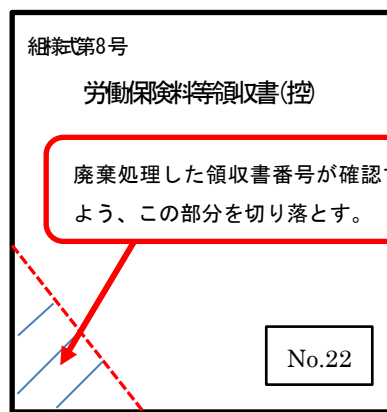 組様式第8号
労働保険料等領収書(控)
廃棄処理した領収書番号が確認
よう、この部分を切り落とす。
No.22